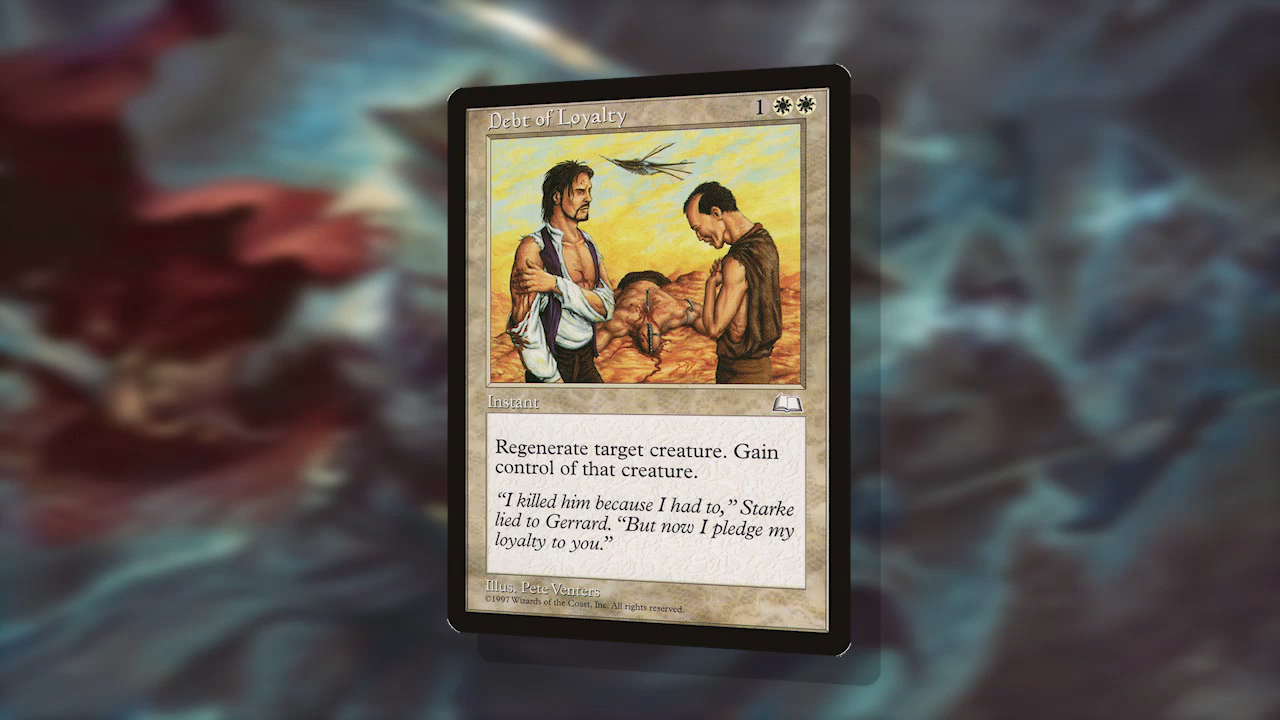 Debt of Loyalty 1
Instant
Regenerate target creature. Gain
control of that creature.
“I killed him because I had to,” Starke
lied to Gerrard. “But now I pledge my
loyalty to you.”
Illus. Pete Venters
©1997 Wizards of the Coast, Inc. All rights reserved.